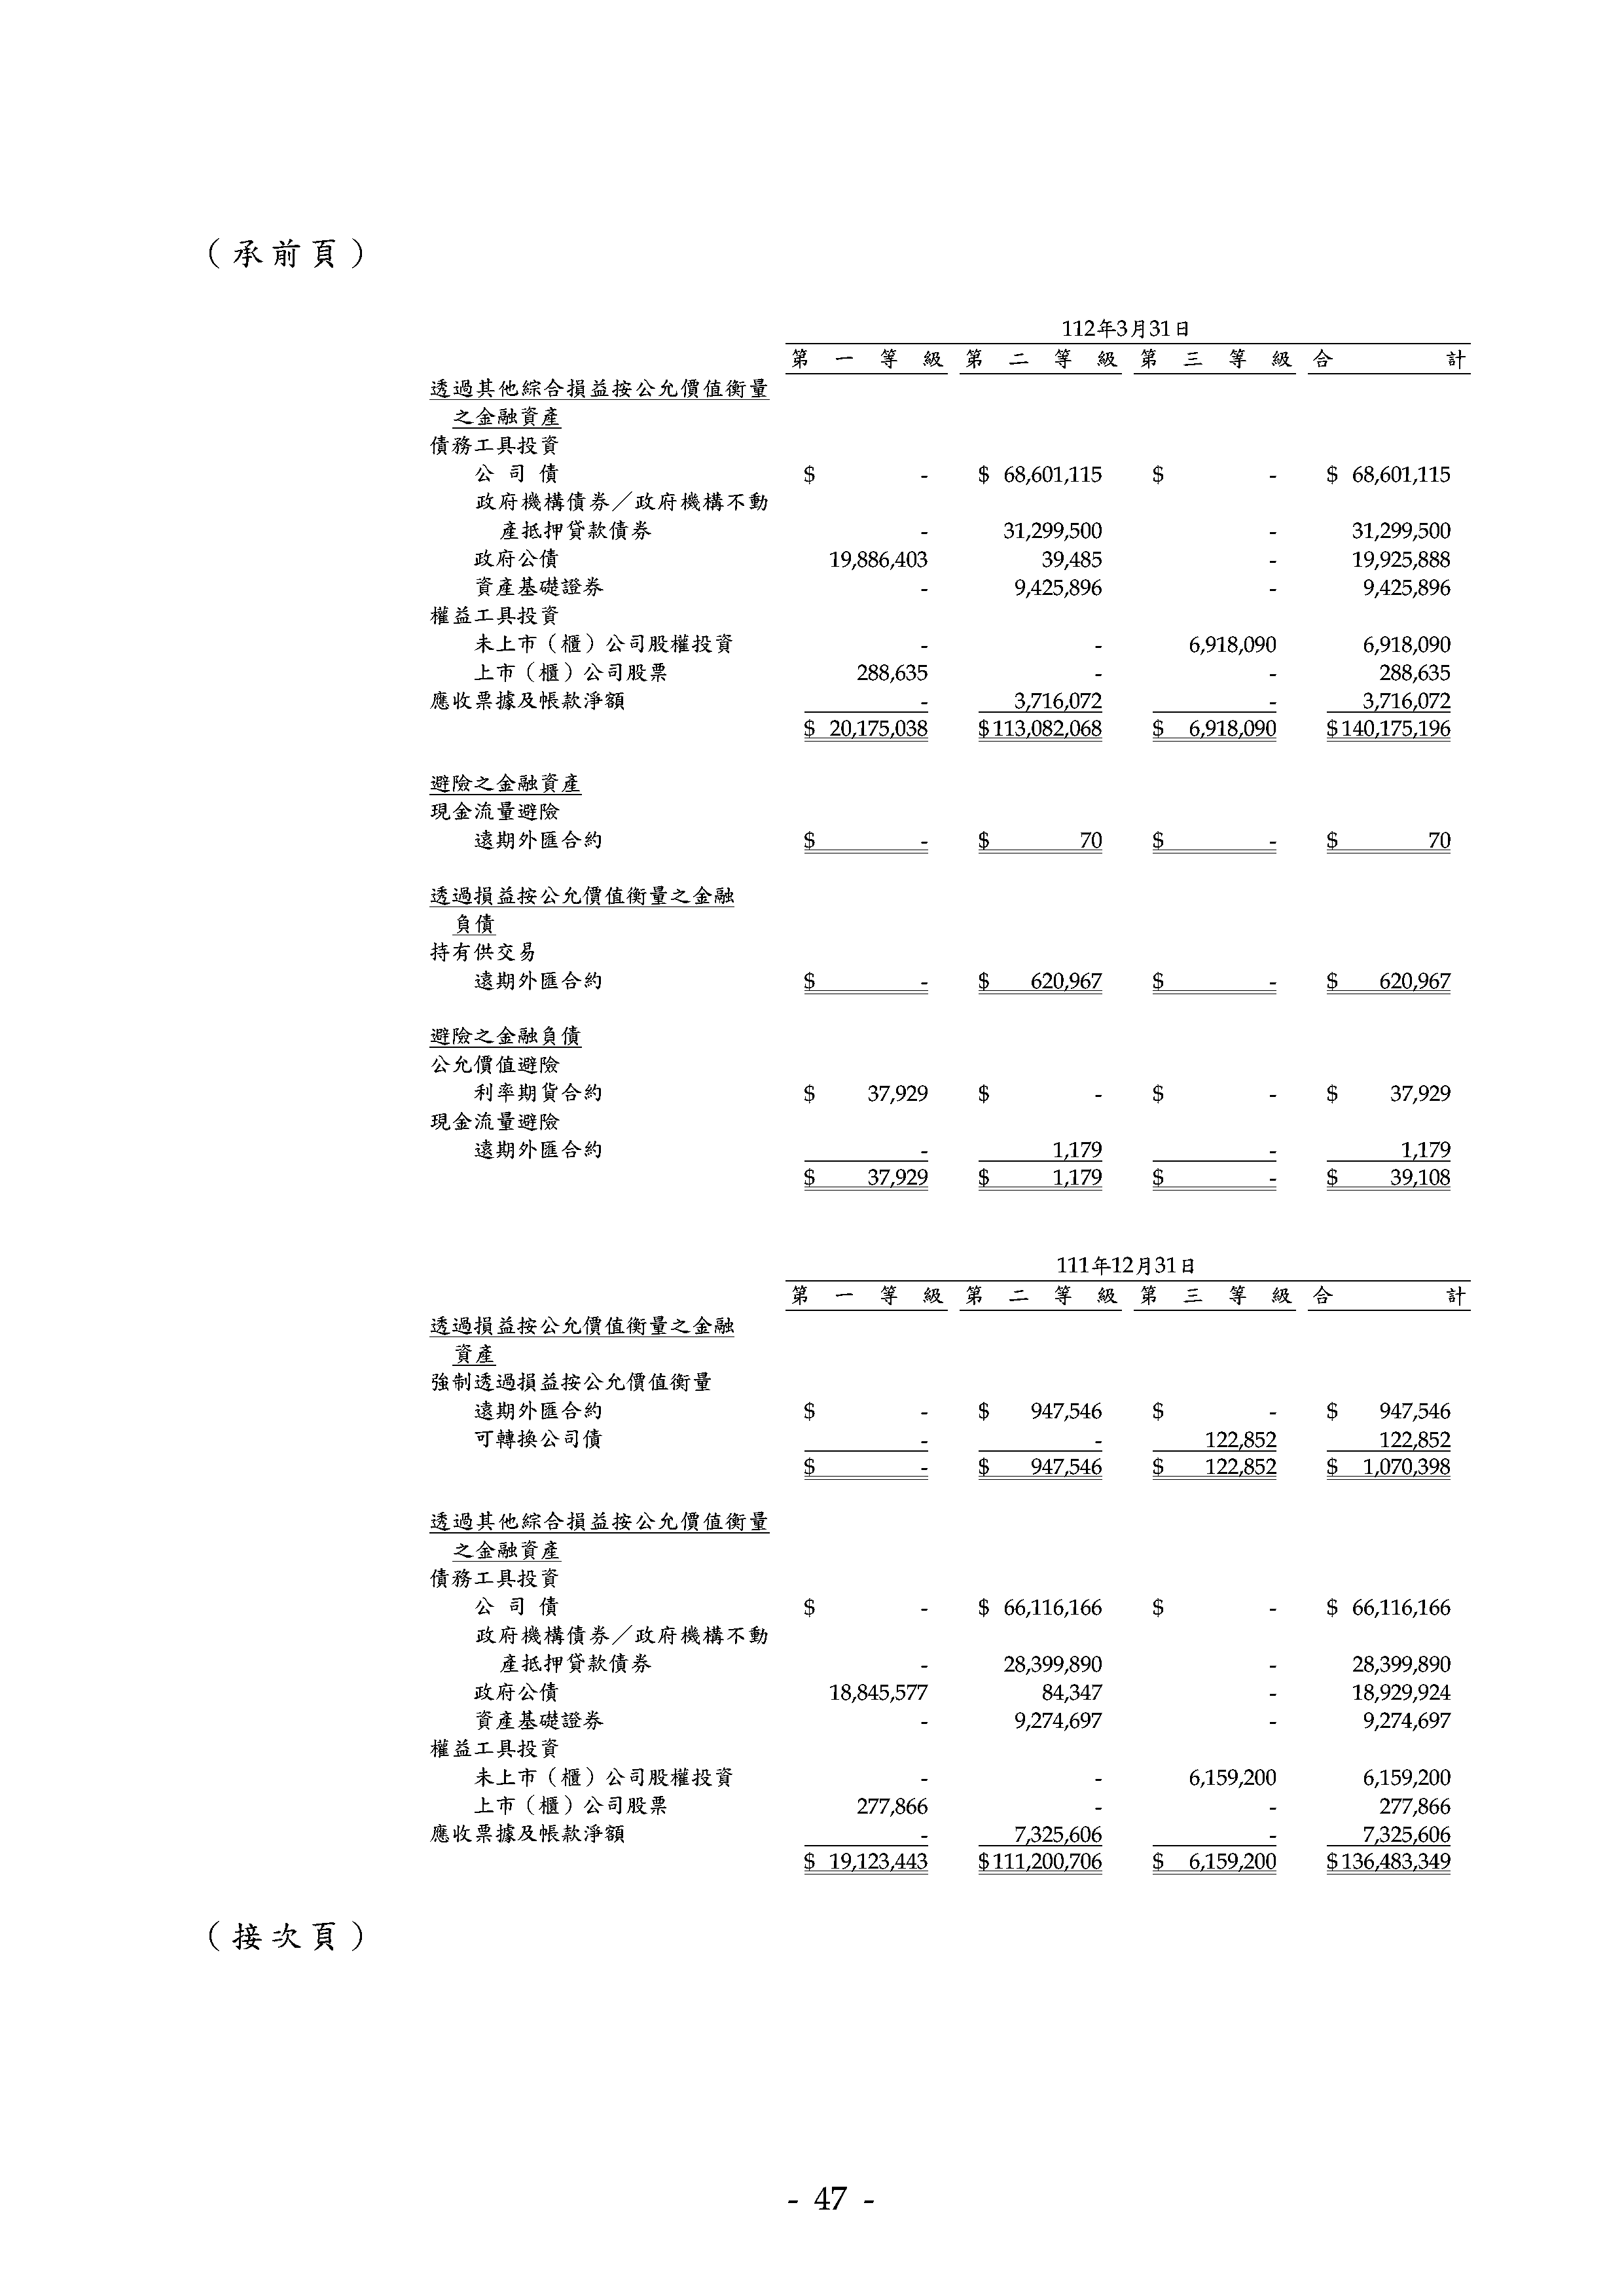 （承前頁）
112年3月31日
第一等級 第二等級 第三等級 合計
透過其他綜合損益按公允價值衡量
之金融資產
債務工具投資
公司債 $ - $ 68,601,115 $ - $ 68,601,115
政府機構債券／政府機構不動
產抵押貸款債券 - 31,299,500 - 31,299,500
政府公債 19,886,403 39,485 - 19,925,888
資產基礎證券 - 9,425,896 - 9,425,896
權益工具投資
未上市（櫃）公司股權投資 - - 6,918,090 6,918,090
上市（櫃）公司股票 288,635 - - 288,635
應收票據及帳款淨額 - 3,716,072 - 3,716,072
$ 20,175,038 $113,082,068 $ 6,918,090 $140,175,196
避險之金融資產
現金流量避險
遠期外匯合約 $ - $ 70 $ - $ 70
透過損益按公允價值衡量之金融
負債
持有供交易
遠期外匯合約 $ - $ 620,967 $ - $ 620,967
避險之金融負債
公允價值避險
利率期貨合約 $ 37,929 $ - $ - $ 37,929
現金流量避險
遠期外匯合約 - 1,179 - 1,179
$ 37,929 $ 1,179 $ - $ 39,108
111年12月31日
第一等級 第二等級 第三等級 合計
透過損益按公允價值衡量之金融
資產
強制透過損益按公允價值衡量
遠期外匯合約 $ - $ 947,546 $ - $ 947,546
可轉換公司債 - - 122,852 122,852
$ - $ 947,546 $ 122,852 $ 1,070,398
透過其他綜合損益按公允價值衡量
之金融資產
債務工具投資
公司債 $ - $ 66,116,166 $ - $ 66,116,166
政府機構債券／政府機構不動
產抵押貸款債券 - 28,399,890 - 28,399,890
政府公債 18,845,577 84,347 - 18,929,924
資產基礎證券 - 9,274,697 - 9,274,697
權益工具投資
未上市（櫃）公司股權投資 - - 6,159,200 6,159,200
上市（櫃）公司股票 277,866 - - 277,866
應收票據及帳款淨額 - 7,325,606 - 7,325,606
$ 19,123,443 $111,200,706 $ 6,159,200 $136,483,349
（接次頁）
- 47 -